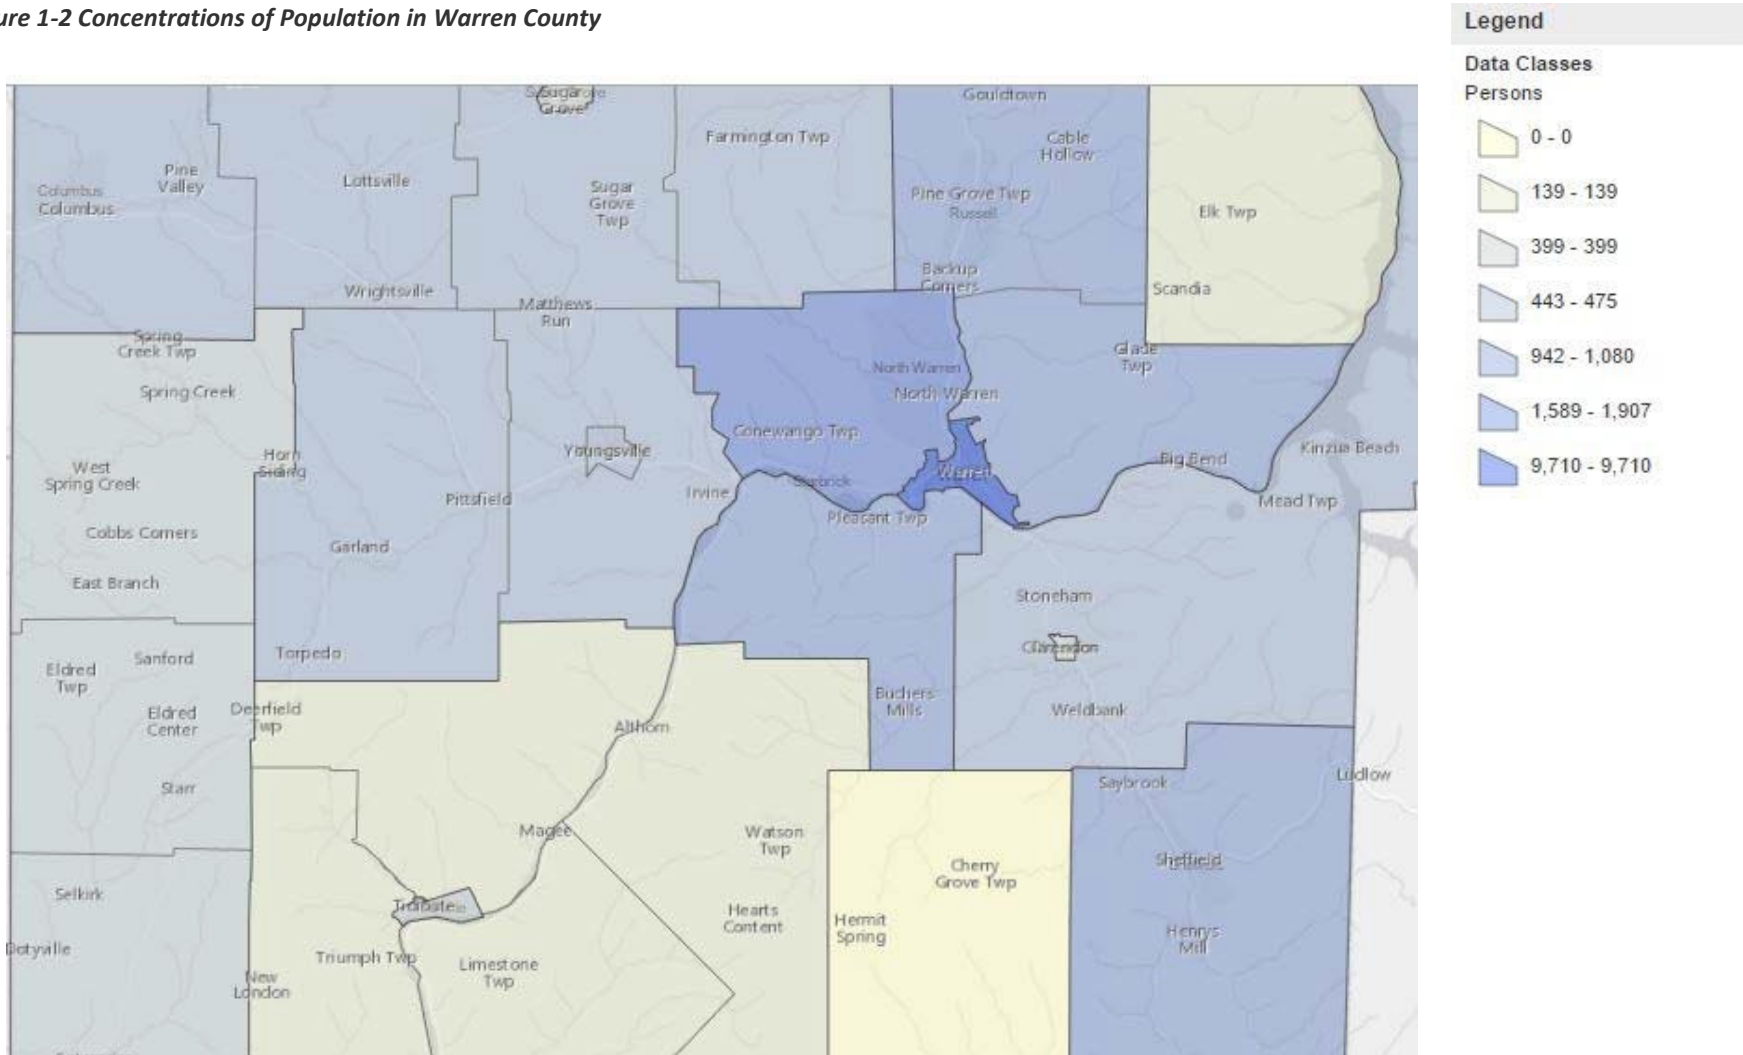 ure 1-2 Concentrations of Population in Warren County
Legend
Data Classes
Persons
0 - 0
139 - 139
399 - 399
443 - 475
942 - 1,080
1,589 - 1,907
9,710 - 9,710
Sugar
Grove
Gouldtown
Farmington Twp
Cable
Hollow
Pine
Valley
Lottsville
Columbus
Columbus
Sugar
Grove
Twp
Pine Grove Twp
Russell
Elk Twp
Backup
Corners
Scandia
Wrightsville
Matthews
Run
Spring
Creek Twp
Glade
Twp
North Warren
North Warren
Spring Creek
Conewango Twp
Youngsville
Kinzua Beach
Horn
Siding
Big Bend
West
Spring Creek
Warren
Starbrick
Irvine
Pittsfield
Mead Twp
Pleasant Twp
Cobbs Corners
Garland
East Branch
Stoneham
Clarendon
Torpedo
Sanford
Eldred
Twp
Buchers
Mills
Weldbank
Deerfield
Twp
Eldred
Center
Althom
Ludlow
Saybrook
Starr
Magee
Watson
Twp
Sheffield
Cherry
Grove Twp
Selkirk
Tidioute
Hearts
Content
Hermit
Spring
Henrys
Mill
Dotyville
Triumph Twp
Limestone
Twp
New
London